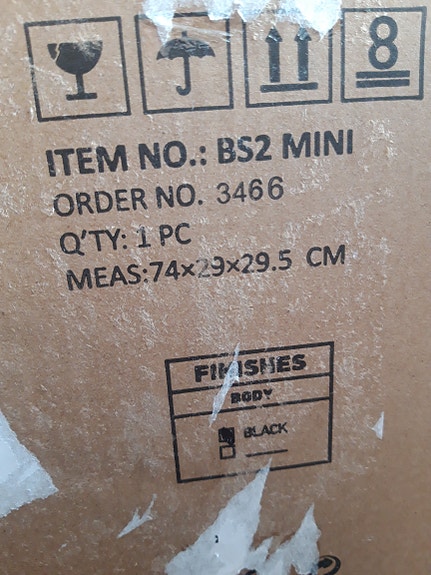 8
ITEM NO.: BS2 MINI
ORDER NO. 3466
Q'TY: 1 PC
MEAS:74×29×29.5 CM
FINISHES
BODY
BLACK